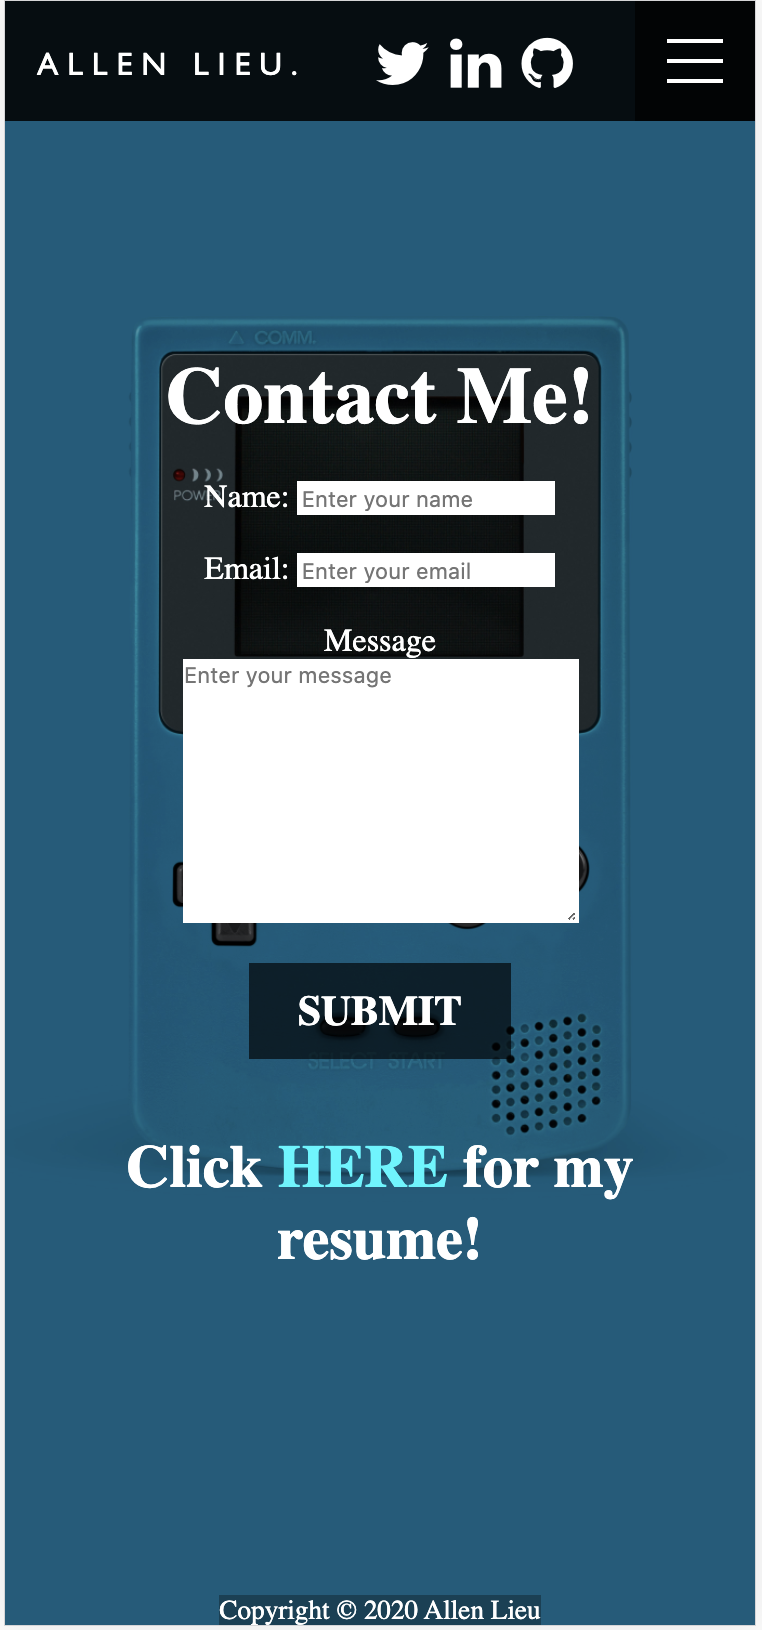 ALLEN LIEU.
COMM.
Contact Me!
POWER
Name: Enter your name
Email: Enter your email
Message
Enter your message
SUBMIT
SELECT START
Click HERE for my
resume!
Copyright © 2020 Allen Lieu